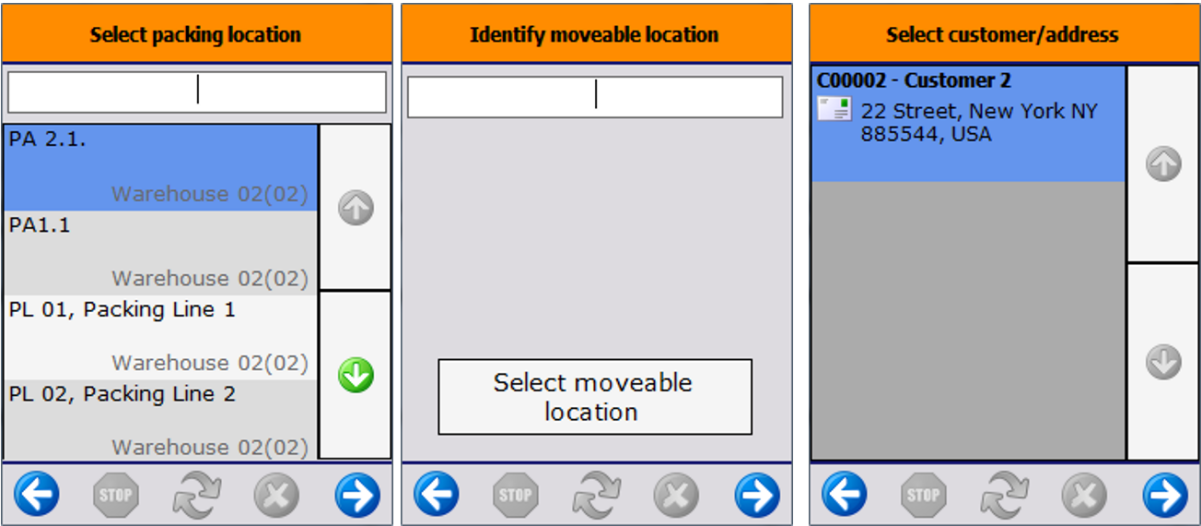 Select packing location
PA 2.1.
Warehouse 02(02)
PA1.1
Warehouse 02(02)
PL 01, Packing Line 1
Warehouse 02(02)
PL 02, Packing Line 2
Warehouse 02(02)
STOP
Identify moveable location
Select moveable
location
STOP
Select customer/address
C00002 - Customer 2
22 Street, New York NY
885544, USA
STOP